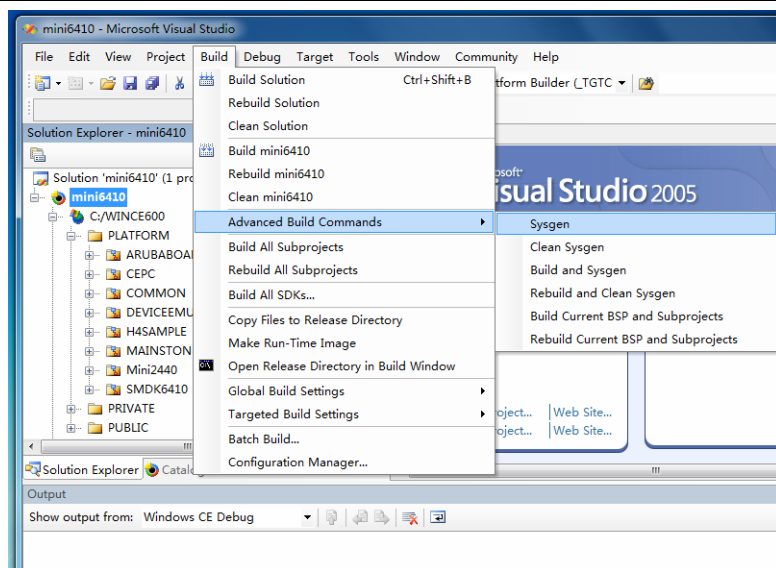 mini6410 - Microsoft Visual Studio
File Edit View Project Build Debug Target Tools Window Community Help
Build Solution Ctrl+Shift+B
Rebuild Solution
Clean Solution
Build mini6410
Rebuild mini6410
Clean mini6410
Advanced Build Commands
Build All Subprojects
Rebuild All Subprojects
Build All SDKs...
Copy Files to Release Directory
Make Run-Time Image
Open Release Directory in Build Window
Global Build Settings
Targeted Build Settings
Batch Build...
Configuration Manager...
Sysgen
Clean Sysgen
Build and Sysgen
Rebuild and Clean Sysgen
Build Current BSP and Subprojects
Rebuild Current BSP and Subprojects
tform Builder (_TGTC
Solution Explorer - mini6410
Solution 'mini6410' (1 pro
mini6410
C:/WINCE600
PLATFORM
ARUBABOA
CEPC
COMMON
DEVICEEMU
H4SAMPLE
MAINSTON
Mini2440
SMDK6410
PRIVATE
PUBLIC
osoft
isual Studio 2005
oject... Web Site...
oject... Web Site...
Solution Explorer Catalo
Output
Show output from: Windows CE Debug